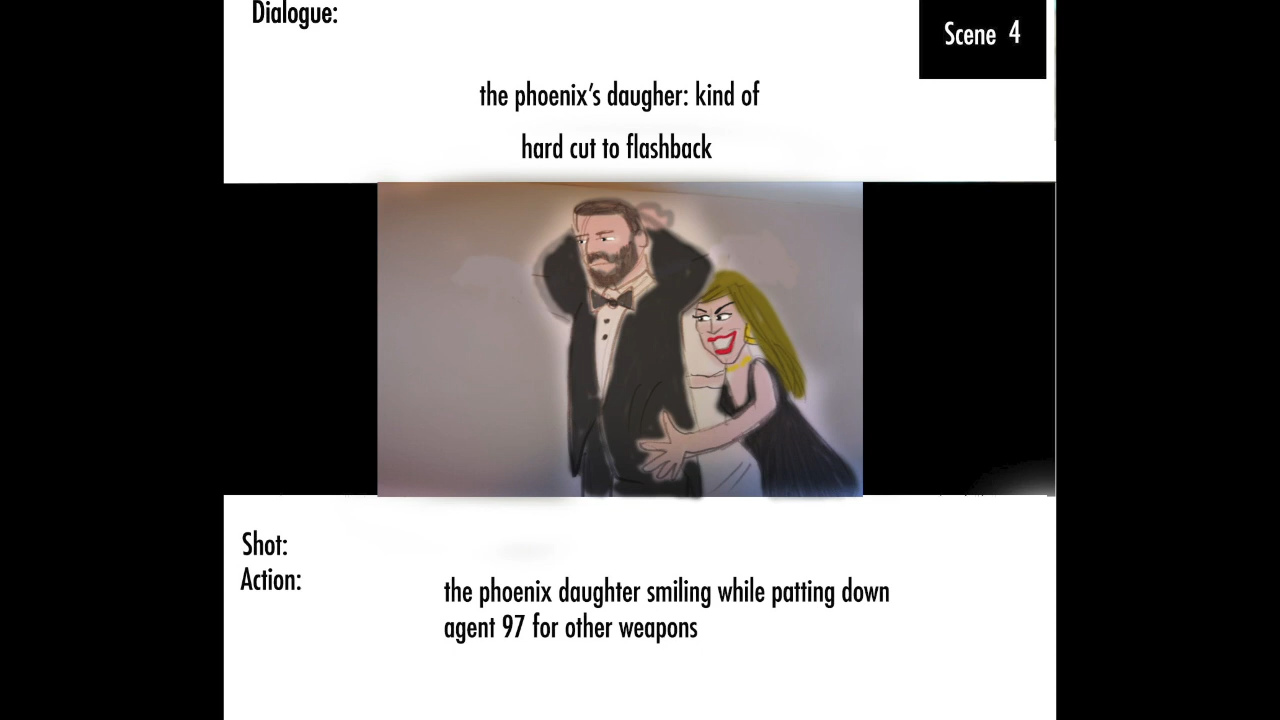 Dialogue:
Scene 4
the phoenix's daugher: kind of
hard cut to flashback
Shot:
Action:
the phoenix daughter smiling while patting down
agent 97 for other weapons